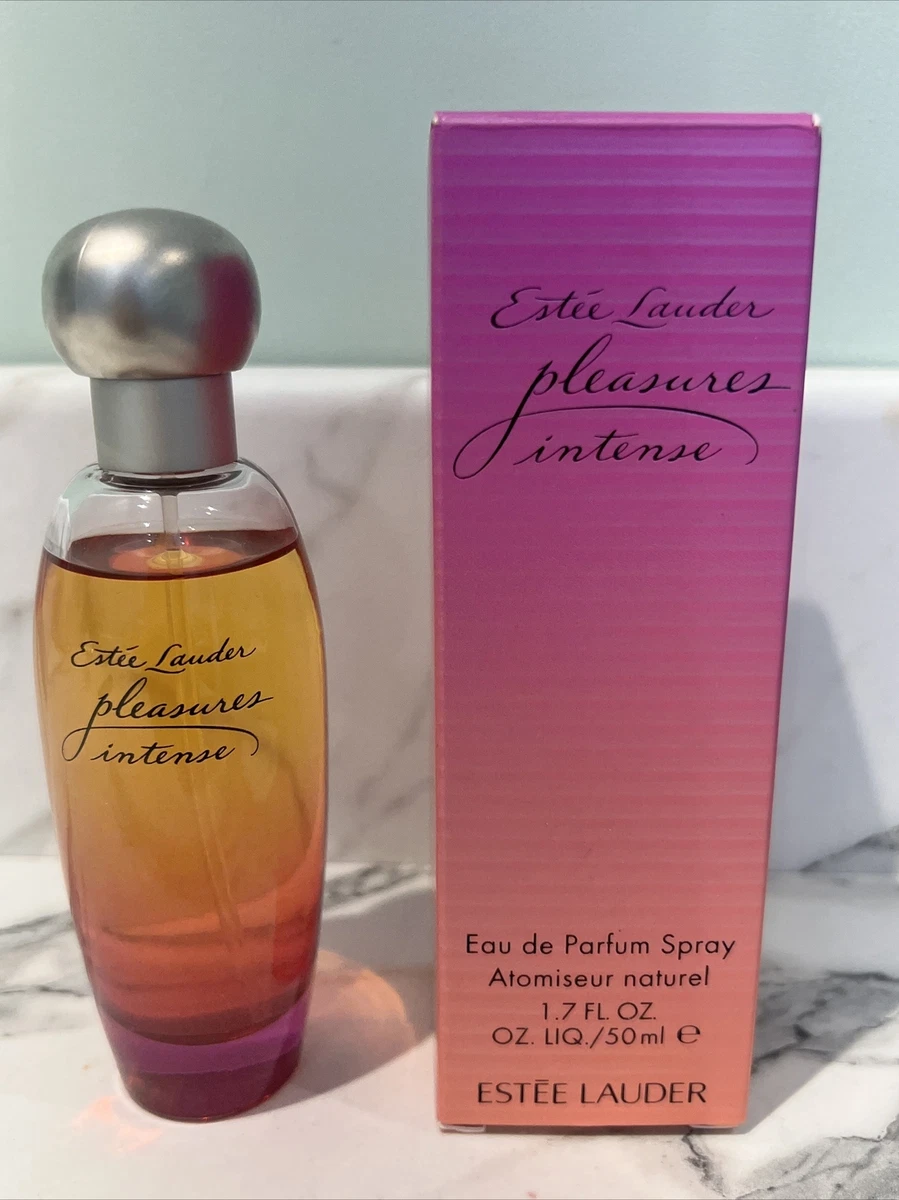 Estée Lauder
pleasures
intense
Estée Lauder
pleasures
intense
Eau de Parfum Spray
Atomiseur naturel
1.7 FL. OZ.
OZ. LIQ./50ml ℮
ESTĒE LAUDER